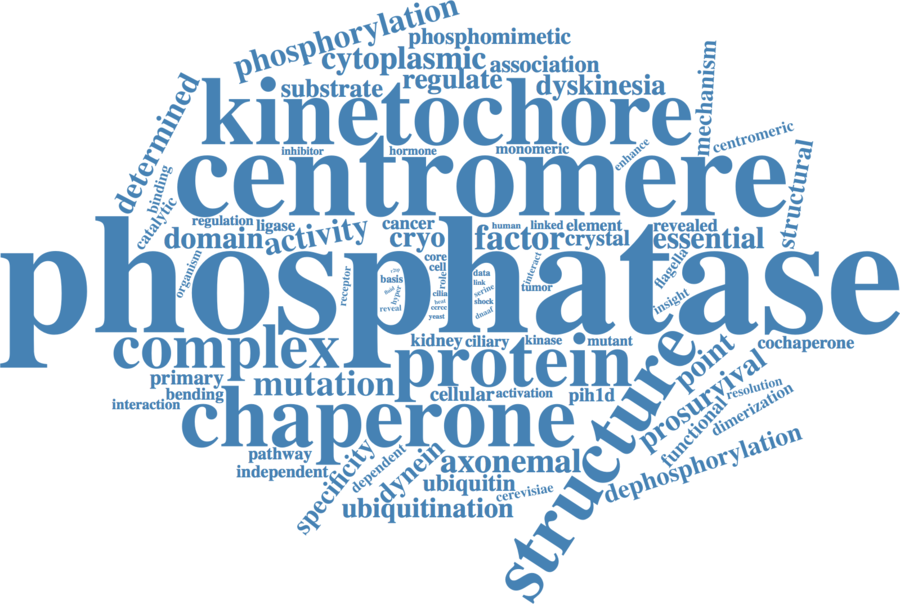 phosphorylation
phosphomimetic
cytoplasmic
association
regulate
dyskinesia
substrate
mechanism
determined
kinetochore
centromeric
inhibitor
hormone
monomeric
enhance
structural
binding
catalytic
centromere
regulation
ligase
cancer
human
linked
element
revealed
domain
activity
cryo
factor
crystal
essential
organism
receptor
core
cell
role
basis
data
link
interact
flagella
phosphatase
hyper
cilia
serine
shock
tumor
insight
reveal
yeast
dnaaf
complex
kidney
ciliary
kinase
mutant
cochaperone
protein
point
primary
mutation
bending
cellular
activation
pih1d
prosurvival
resolution
interaction
chaperone
structure
functional
dimerization
pathway
independent
specificity
dependent
dynein
axonemal
dephosphorylation
ubiquitin
cerevisiae
ubiquitination